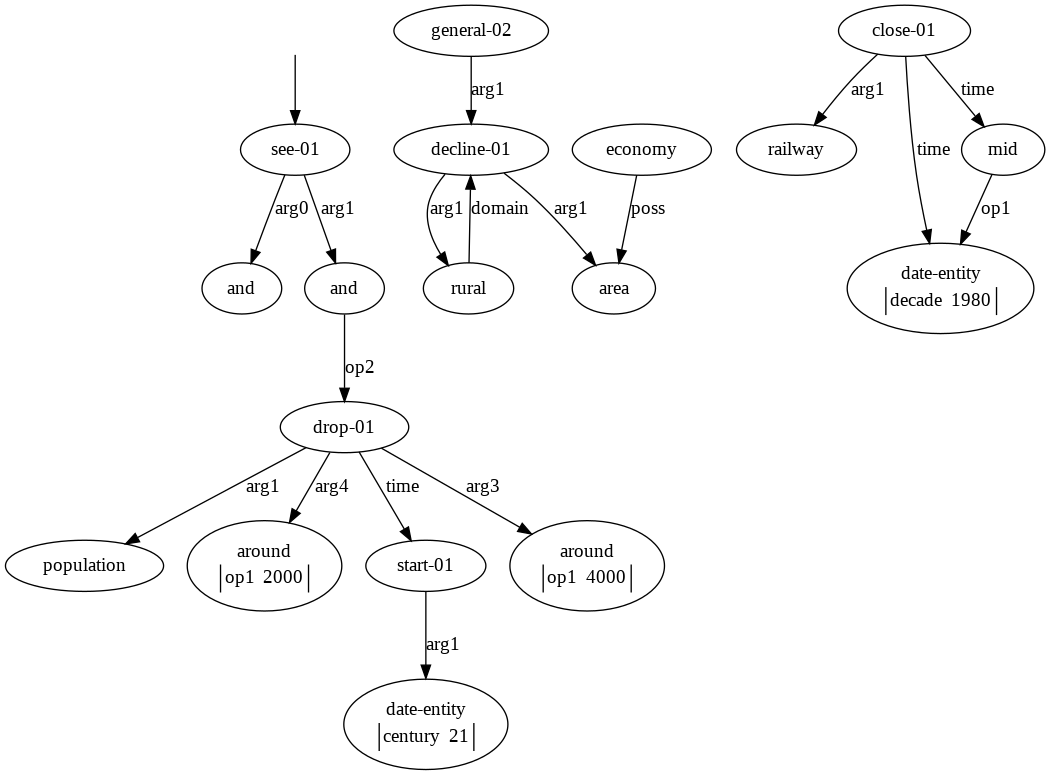 general-02
close-01
arg1
arg1
time
see-01
decline-01
economy
railway
time
mid
arg0
arg1
arg1
domain
arg1
poss
op1
and
and
rural
area
date-entity
decade 1980
op2
drop-01
arg1
arg4
time
arg3
population
around
op1 2000
start-01
around
op1 4000
arg1
date-entity
century 21